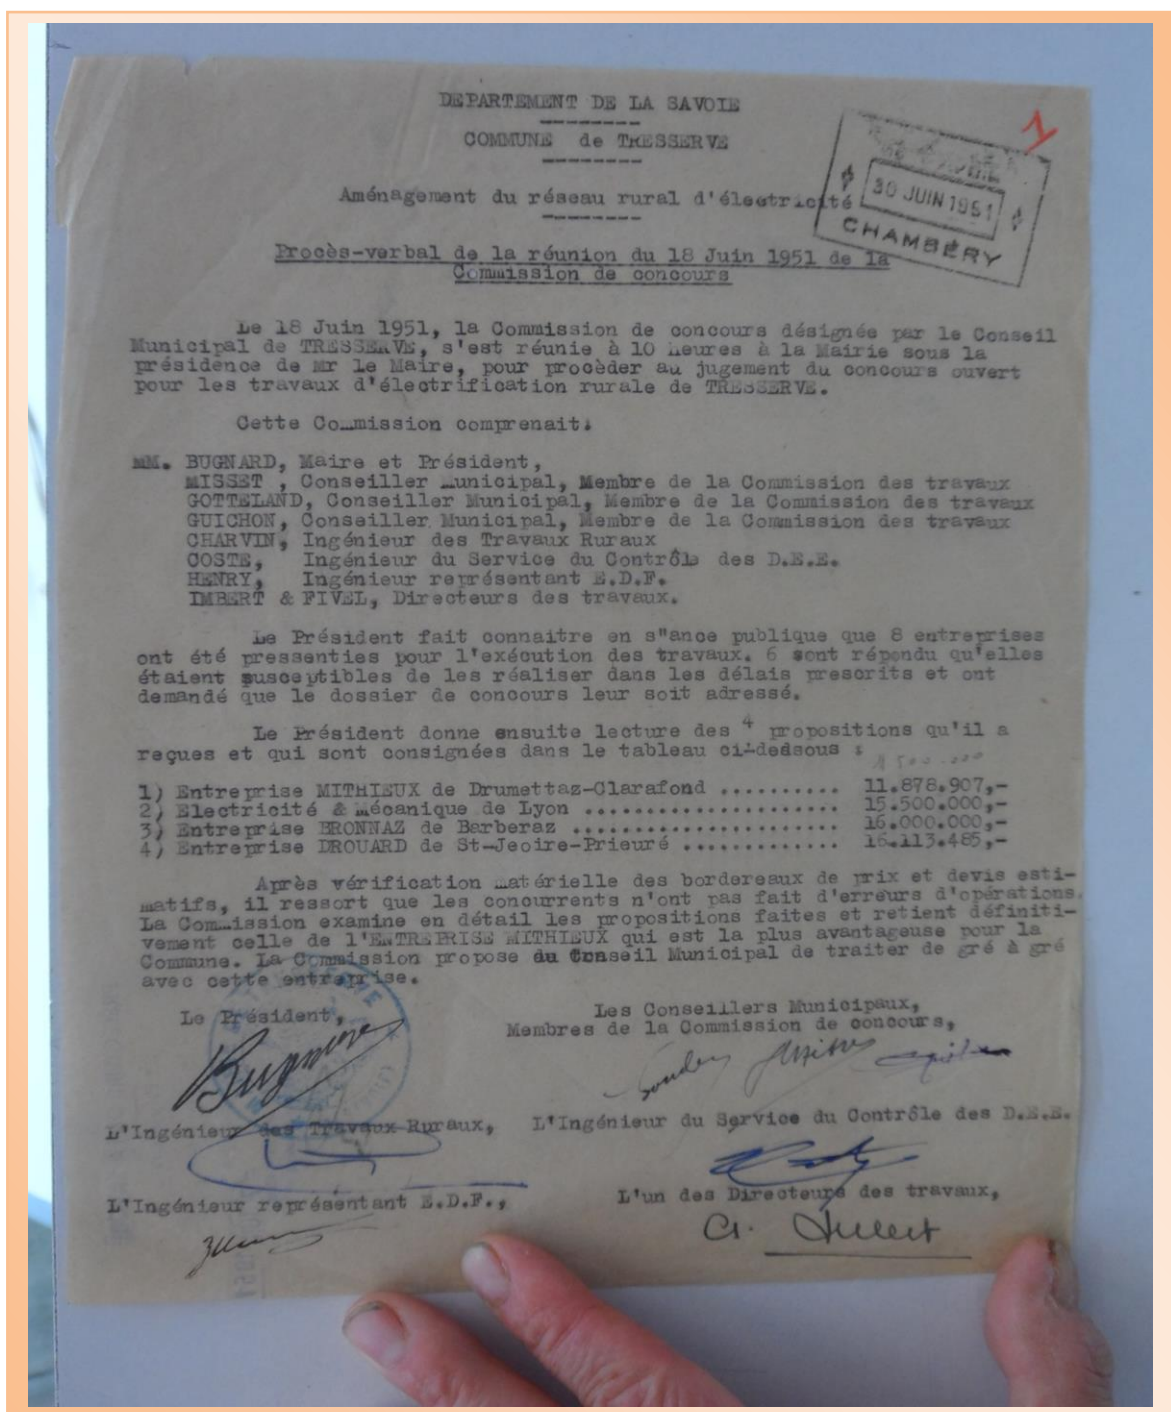 DEPARTEMENT DE LA SAVOIE
COMMUNE de TRESSERVE
1
30 JUIN 1951
CHAMBÉRY
Aménagement du réseau rural d'électricité
Procès-verbal de la réunion du 18 Juin 1951 de la
Commission de concours
Le 18 Juin 1951, la Commission de concours désignée par le Conseil
Municipal de TRESSERVE, s'est réunie à 10 heures à la Mairie sous la
présidence de Mr le Maire, pour procèder au jugement du concours ouvert
pour les travaux d'électrification rurale de TRESSERVE.
Cette Commission comprenait:
MM. BUGNARD, Maire et Président,
MISSET , Conseiller Municipal, Membre de la Commission des travaux
GOTTELAND, Conseiller Municipal, Membre de la Commission des travaux
GUICHON, Conseiller Municipal, Membre de la Commission des travaux
CHARVIN, Ingénieur des Travaux Ruraux
COSTE, Ingénieur du Service du Contrôle des D.E.E.
HENRY, Ingénieur représentant E.D.F.
IMBERT & FIVEL, Directeurs des travaux.
Le Président fait connaitre en s"ance publique que 8 entreprises
ont été pressenties pour l'exécution des travaux. 6 ont répondu qu'elles
étaient susceptibles de les réaliser dans les délais prescrits et ont
demandé que le dossier de concours leur soit adressé.
Le Président donne ensuite lecture des 4 propositions qu'il a
reçues et qui sont consignées dans le tableau ci-dessous :
1) Entreprise MITHIEUX de Drumettaz-Clarafond .......... 11.878.907,-
2) Electricité & Mécanique de Lyon ................... 15.500.000,-
3) Entreprise BRONNAZ de Barberaz .................... 16.000.000,-
4) Entreprise DROUARD de St-Jeoire-Prieuré ............ 16.113.485,-
Après vérification matérielle des bordereaux de prix et devis esti-
matifs, il ressort que les concurrents n'ont pas fait d'erreurs d'opérations.
La Commission examine en détail les propositions faites et retient définiti-
vement celle de l'ENTREPRISE MITHIEUX qui est la plus avantageuse pour la
Commune. La Commission propose au Conseil Municipal de traiter de gré à gré
avec cette entreprise.
Le Président,
Les Conseillers Municipaux,
Membres de la Commission de concours,
L'Ingénieur des Travaux Ruraux,
L'Ingénieur du Service du Contrôle des D.E.E.
L'Ingénieur représentant E.D.F.,
L'un des Directeurs des travaux,